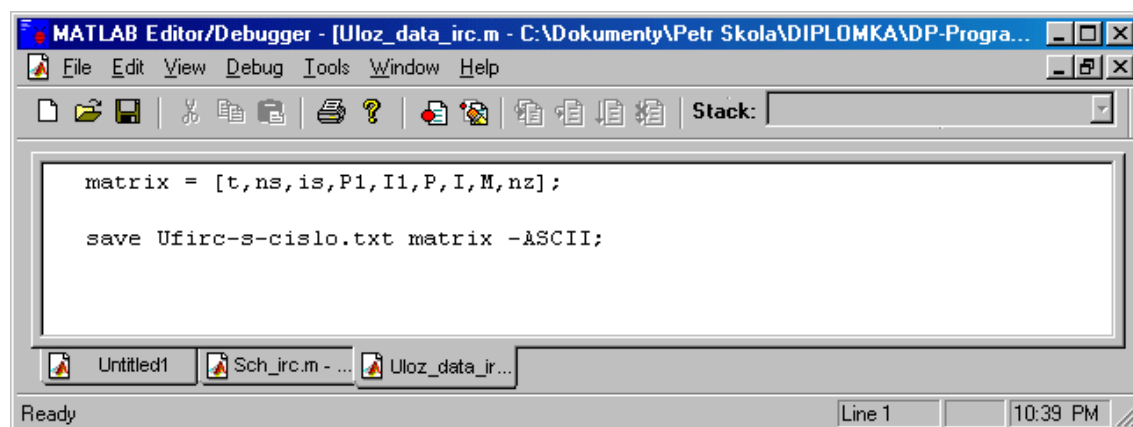 MATLAB Editor/Debugger - [Uloz_data_irc.m - C:\Dokumenty\Petr Skola\DIPLOMKA\DP-Progra...
File Edit View Debug Tools Window Help
Stack:
matrix = [t,ns,is,P1,I1,P,I,M,nz];
save Ufirc-s-cislo.txt matrix -ASCII;
Untitled1 Sch_irc.m - ... Uloz_data_ir...
Ready Line 1 10:39 PM